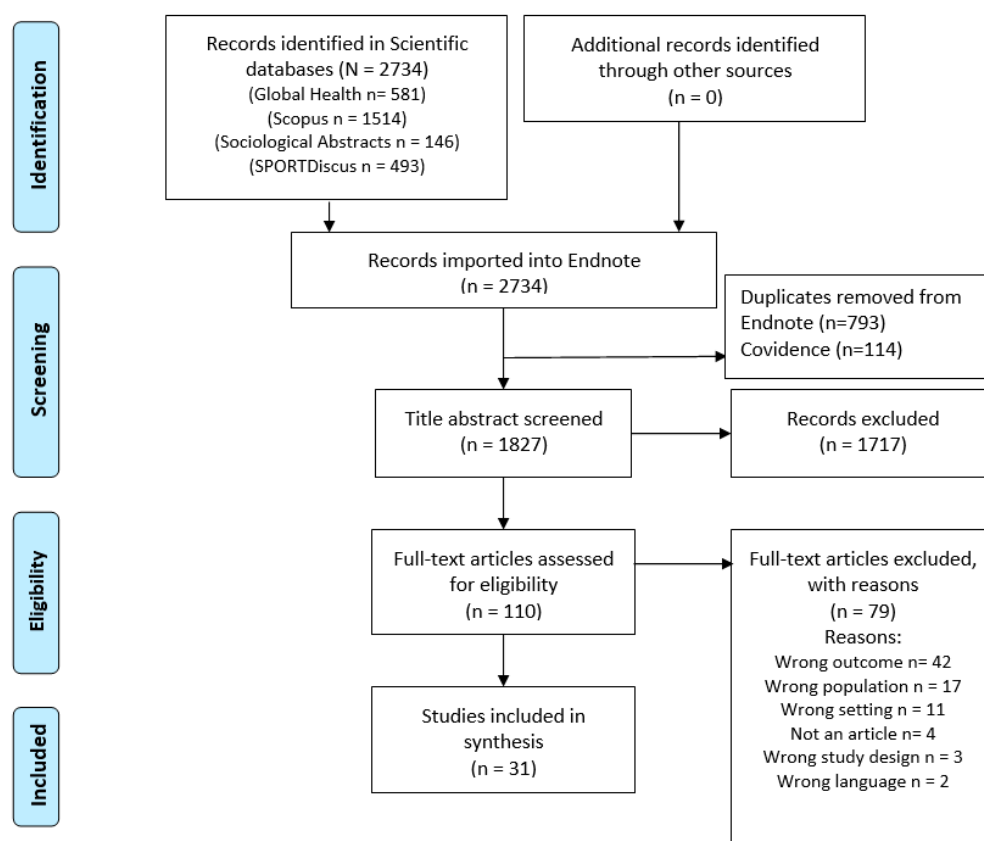 Identification
Records identified in Scientific
databases (N = 2734)
(Global Health n= 581)
(Scopus n = 1514)
(Sociological Abstracts n = 146)
(SPORTDiscus n = 493)
Additional records identified
through other sources
(n = 0)
Records imported into Endnote
(n = 2734)
Screening
Duplicates removed from
Endnote (n=793)
Covidence (n=114)
Title abstract screened
(n = 1827)
Records excluded
(n = 1717)
Eligibility
Full-text articles assessed
for eligibility
(n = 110)
Full-text articles excluded,
with reasons
(n = 79)
Reasons:
Wrong outcome n= 42
Wrong population n = 17
Wrong setting n = 11
Not an article n= 4
Wrong study design n = 3
Wrong language n = 2
Included
Studies included in
synthesis
(n = 31)